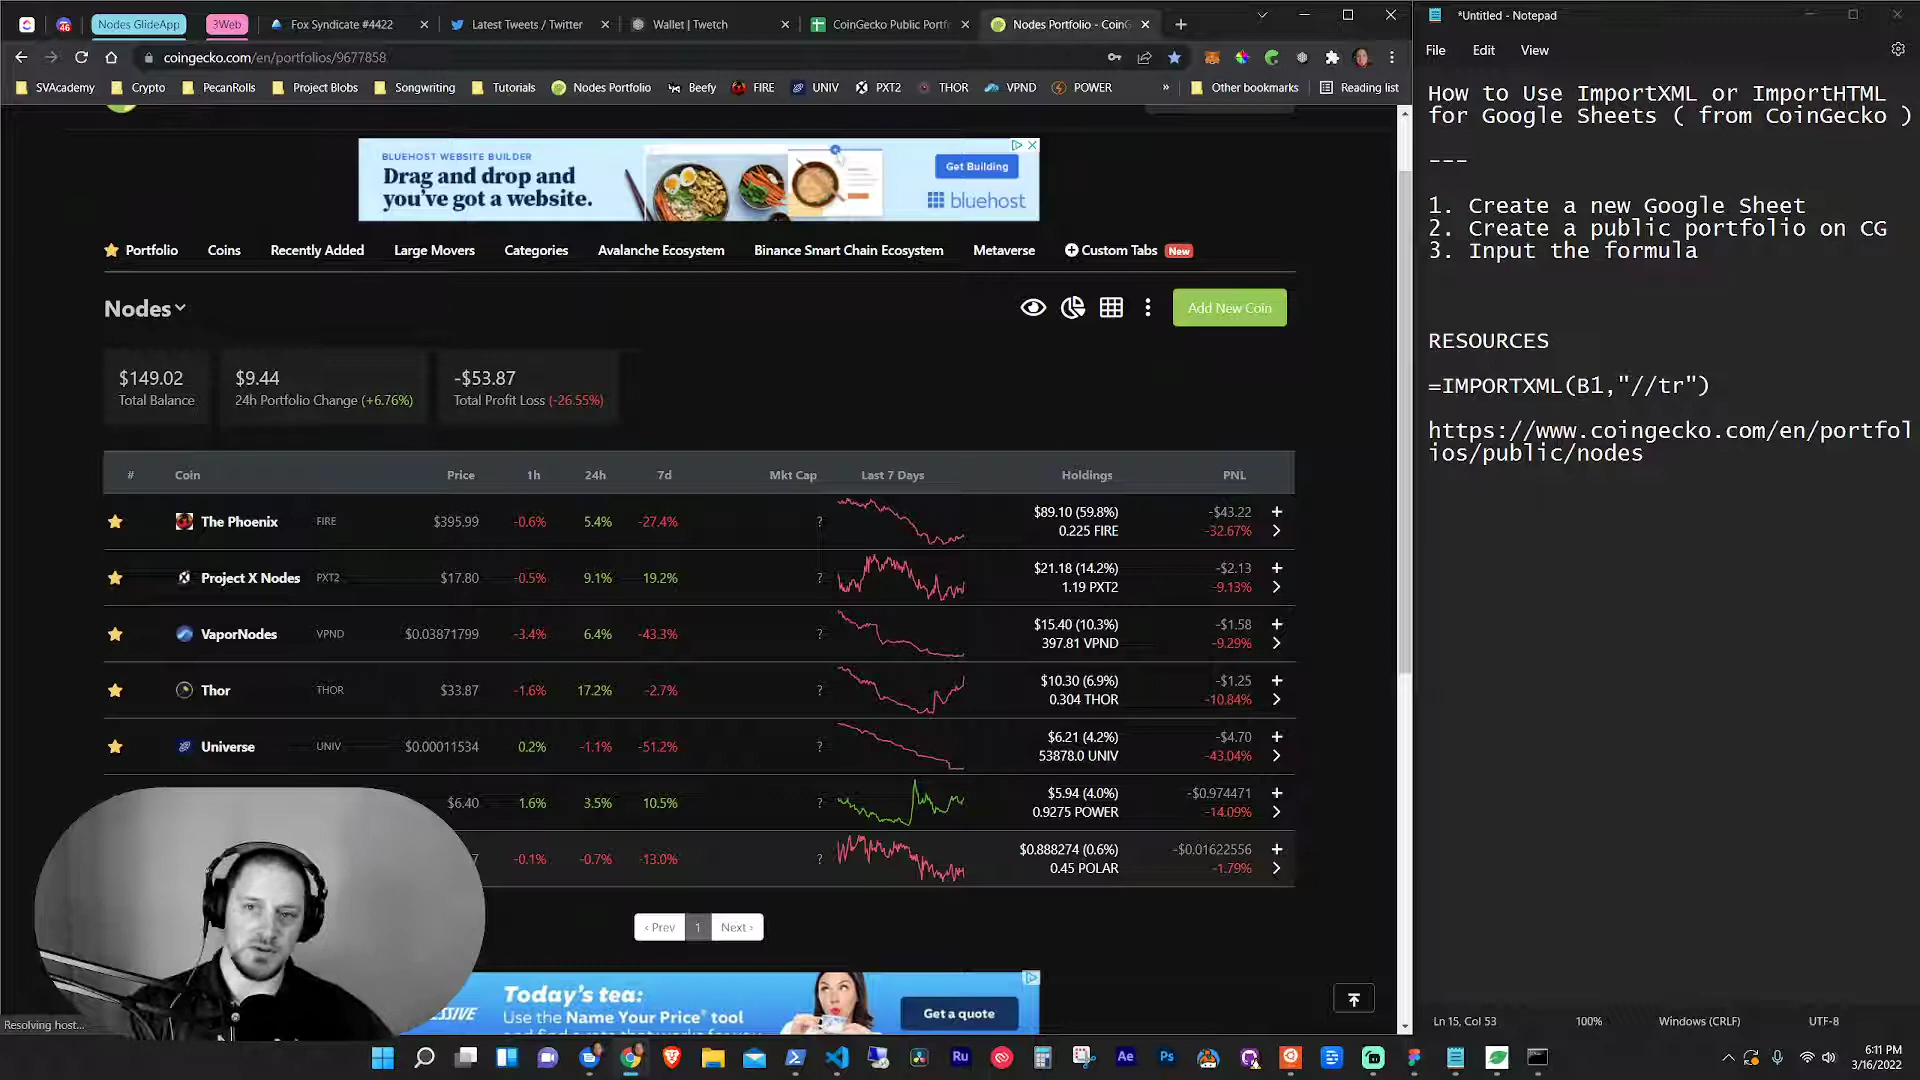 Nodes GlideApp
3Web
Fox Syndicate #4422
Latest Tweets / Twitter
Wallet | Twetch
CoinGecko Public Portf
Nodes Portfolio - CoinG
coingecko.com/en/portfolios/9677858
SVAcademy
Crypto
PecanRolls
Project Blobs
Songwriting
Tutorials
Nodes Portfolio
Beefy
FIRE
UNIV
PXT2
THOR
VPND
POWER
»
Other bookmarks
Reading list
BLUEHOST WEBSITE BUILDER
Drag and drop and
you've got a website.
Get Building
bluehost
Portfolio
Coins
Recently Added
Large Movers
Categories
Avalanche Ecosystem
Binance Smart Chain Ecosystem
Metaverse
Custom Tabs New
Nodes
Add New Coin
$149.02
Total Balance
$9.44
24h Portfolio Change (+6.76%)
-$53.87
Total Profit Loss (-26.55%)
# Coin Price 1h 24h 7d Mkt Cap Last 7 Days Holdings PNL
The Phoenix FIRE $395.99 -0.6% 5.4% -27.4% ? $89.10 (59.8%) -$43.22 +
0.225 FIRE -32.67%
Project X Nodes PXT2 $17.80 -0.5% 9.1% 19.2% ? $21.18 (14.2%) -$2.13 +
1.19 PXT2 -9.13%
VaporNodes VPND $0.03871799 -3.4% 6.4% -43.3% ? $15.40 (10.3%) -$1.58 +
397.81 VPND -9.29%
Thor THOR $33.87 -1.6% 17.2% -2.7% ? $10.30 (6.9%) -$1.25 +
0.304 THOR -10.84%
Universe UNIV $0.00011534 0.2% -1.1% -51.2% ? $6.21 (4.2%) -$4.70 +
53878.0 UNIV -43.04%
$6.40 1.6% 3.5% 10.5% ? $5.94 (4.0%) -$0.974471 +
0.9275 POWER -14.09%
7 -0.1% -0.7% -13.0% ? $0.888274 (0.6%) -$0.01622556 +
0.45 POLAR -1.79%
‹ Prev 1 Next ›
ESSIVE
Today's tea:
Use the Name Your Price® tool
Get a quote
Resolving host...
*Untitled - Notepad
File Edit View
How to Use ImportXML or ImportHTML
for Google Sheets ( from CoinGecko )
---
1. Create a new Google Sheet
2. Create a public portfolio on CG
3. Input the formula
RESOURCES
=IMPORTXML(B1,"//tr")
https://www.coingecko.com/en/portfol
ios/public/nodes
Ln 15, Col 53
100%
Windows (CRLF)
UTF-8
Ru
Ae
Ps
6:11 PM
3/16/2022